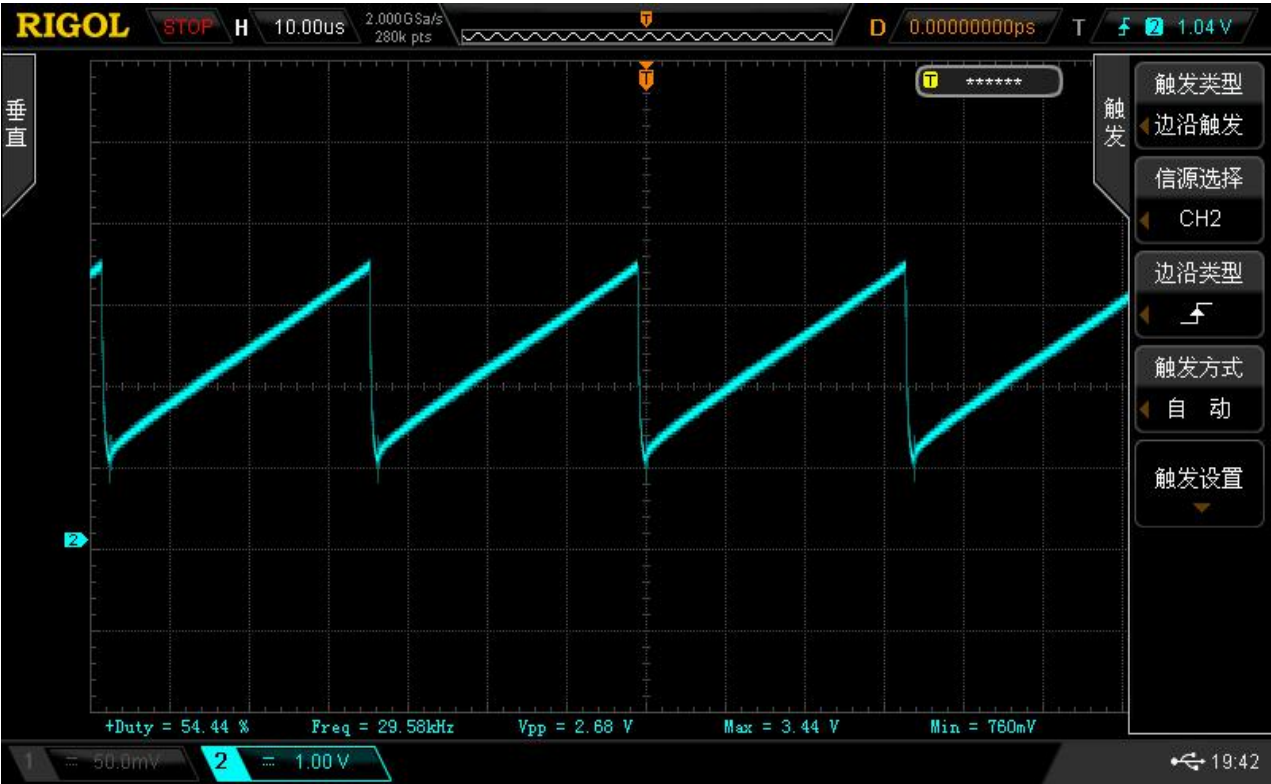 RIGOL STOP H 10.00us 2.000GSa/s 280k pts T D 0.00000000ps T 2 1.04 V
垂直
T
T ******
触发
触发类型
边沿触发
信源选择
CH2
边沿类型
触发方式
自 动
触发设置
2
+Duty = 54.44 % Freq = 29.58kHz Vpp = 2.68 V Max = 3.44 V Min = 760mV
1 50.0mV 2 1.00 V 19:42